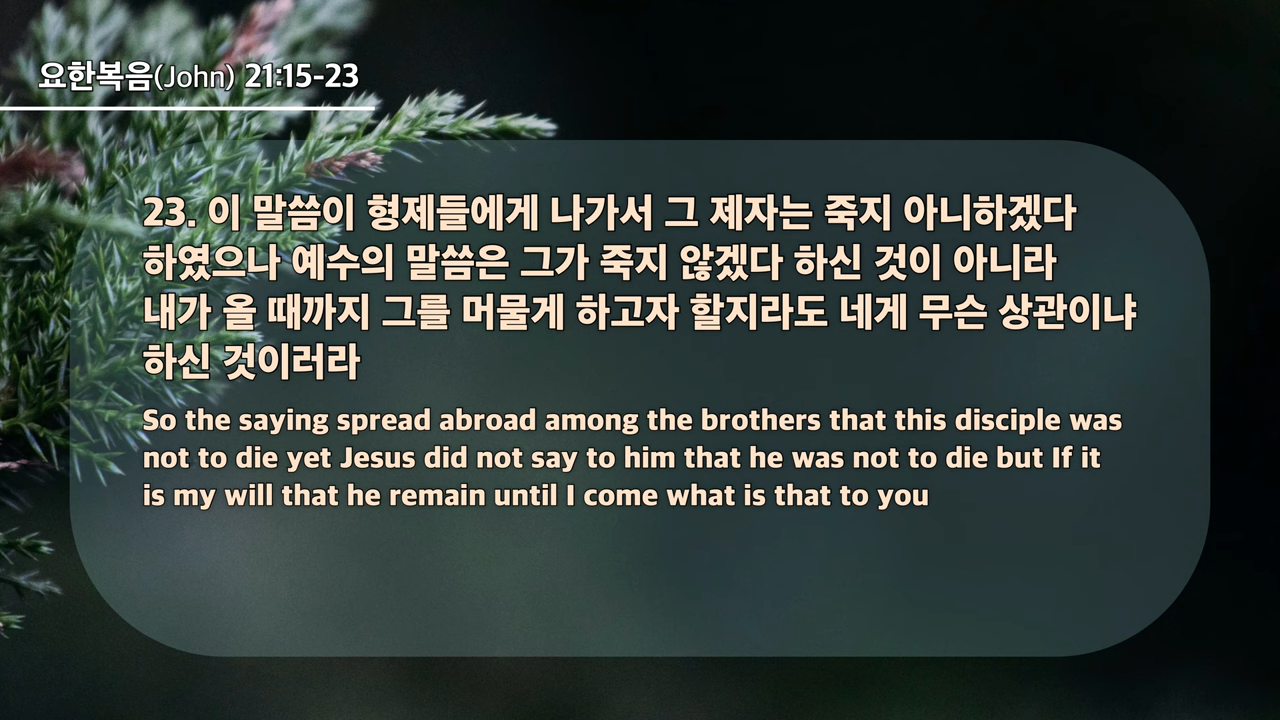 요한복음(John) 21:15-23
23. 이 말씀이 형제들에게 나가서 그 제자는 죽지 아니하겠다
하였으나 예수의 말씀은 그가 죽지 않겠다 하신 것이 아니라
내가 올 때까지 그를 머물게 하고자 할지라도 네게 무슨 상관이냐
하신 것이러라
So the saying spread abroad among the brothers that this disciple was
not to die yet Jesus did not say to him that he was not to die but If it
is my will that he remain until I come what is that to you